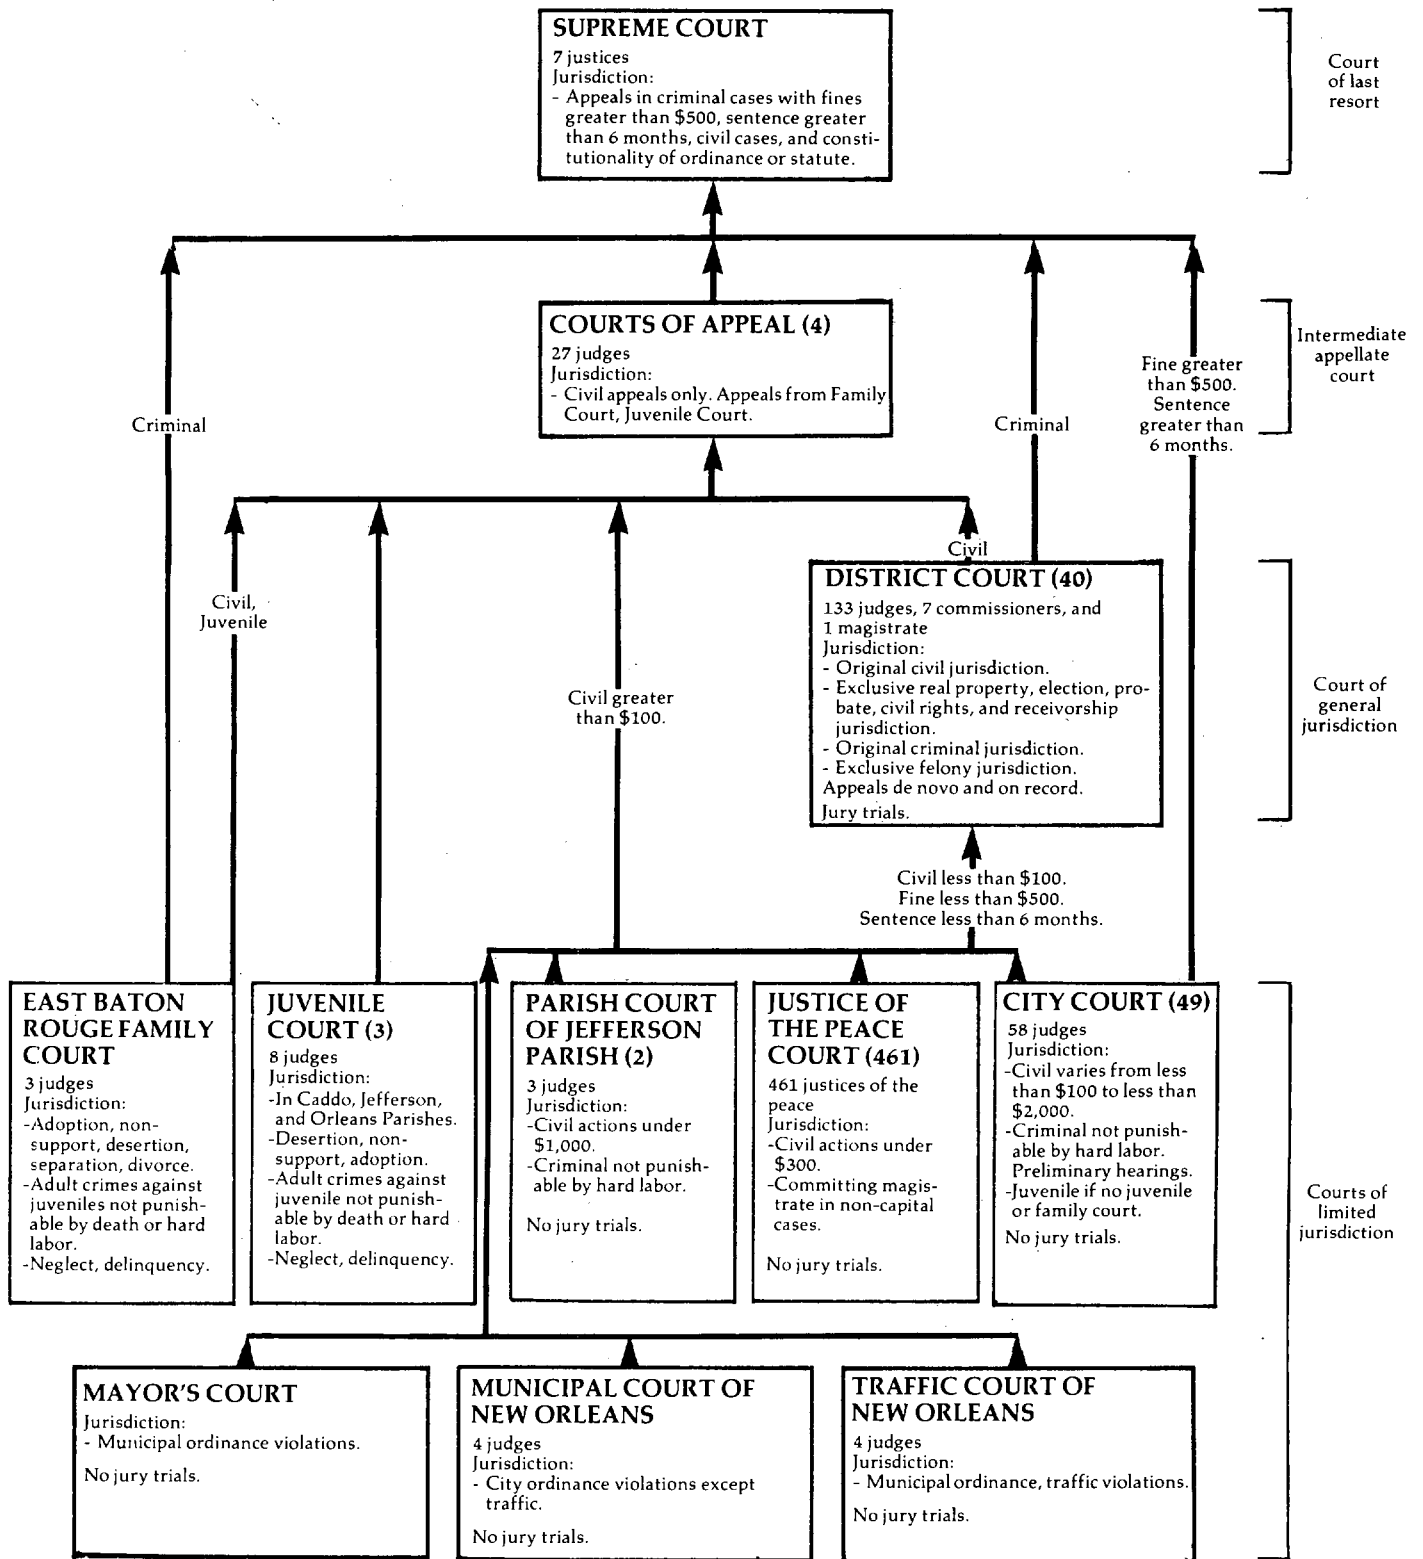 SUPREME COURT
7 justices
Jurisdiction:
- Appeals in criminal cases with fines
greater than $500, sentence greater
than 6 months, civil cases, and consti-
tutionality of ordinance or statute.
Court
of last
resort
COURTS OF APPEAL (4)
27 judges
Jurisdiction:
- Civil appeals only. Appeals from Family
Court, Juvenile Court.
Intermediate
appellate
court
Criminal
Criminal
Fine greater
than $500.
Sentence
greater than
6 months.
Civil,
Juvenile
Civil greater
than $100.
Civil
DISTRICT COURT (40)
133 judges, 7 commissioners, and
1 magistrate
Jurisdiction:
- Original civil jurisdiction.
- Exclusive real property, election, pro-
bate, civil rights, and receivorship
jurisdiction.
- Original criminal jurisdiction.
- Exclusive felony jurisdiction.
Appeals de novo and on record.
Jury trials.
Court of
general
jurisdiction
Civil less than $100.
Fine less than $500.
Sentence less than 6 months.
EAST BATON
ROUGE FAMILY
COURT
3 judges
Jurisdiction:
-Adoption, non-
support, desertion,
separation, divorce.
-Adult crimes against
juveniles not punish-
able by death or hard
labor.
-Neglect, delinquency.
JUVENILE
COURT (3)
8 judges
Jurisdiction:
-In Caddo, Jefferson,
and Orleans Parishes.
-Desertion, non-
support, adoption.
-Adult crimes against
juvenile not punish-
able by death or hard
labor.
-Neglect, delinquency.
PARISH COURT
OF JEFFERSON
PARISH (2)
3 judges
Jurisdiction:
-Civil actions under
$1,000.
-Criminal not punish-
able by hard labor.
No jury trials.
JUSTICE OF
THE PEACE
COURT (461)
461 justices of the
peace
Jurisdiction:
-Civil actions under
$300.
-Committing magis-
trate in non-capital
cases.
No jury trials.
CITY COURT (49)
58 judges
Jurisdiction:
-Civil varies from less
than $100 to less than
$2,000.
-Criminal not punish-
able by hard labor.
Preliminary hearings.
-Juvenile if no juvenile
or family court.
No jury trials.
Courts of
limited
jurisdiction
MAYOR'S COURT
Jurisdiction:
- Municipal ordinance violations.
No jury trials.
MUNICIPAL COURT OF
NEW ORLEANS
4 judges
Jurisdiction:
- City ordinance violations except
traffic.
No jury trials.
TRAFFIC COURT OF
NEW ORLEANS
4 judges
Jurisdiction:
- Municipal ordinance, traffic violations.
No jury trials.